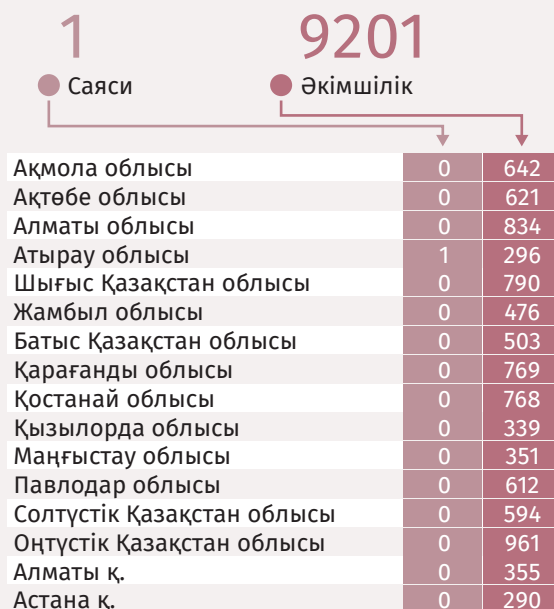 1 9201
Саяси Әкімшілік
Ақмола облысы 0 642
Ақтөбе облысы 0 621
Алматы облысы 0 834
Атырау облысы 1 296
Шығыс Қазақстан облысы 0 790
Жамбыл облысы 0 476
Батыс Қазақстан облысы 0 503
Қарағанды облысы 0 769
Қостанай облысы 0 768
Қызылорда облысы 0 339
Маңғыстау облысы 0 351
Павлодар облысы 0 612
Солтүстік Қазақстан облысы 0 594
Оңтүстік Қазақстан облысы 0 961
Алматы қ. 0 355
Астана қ. 0 290